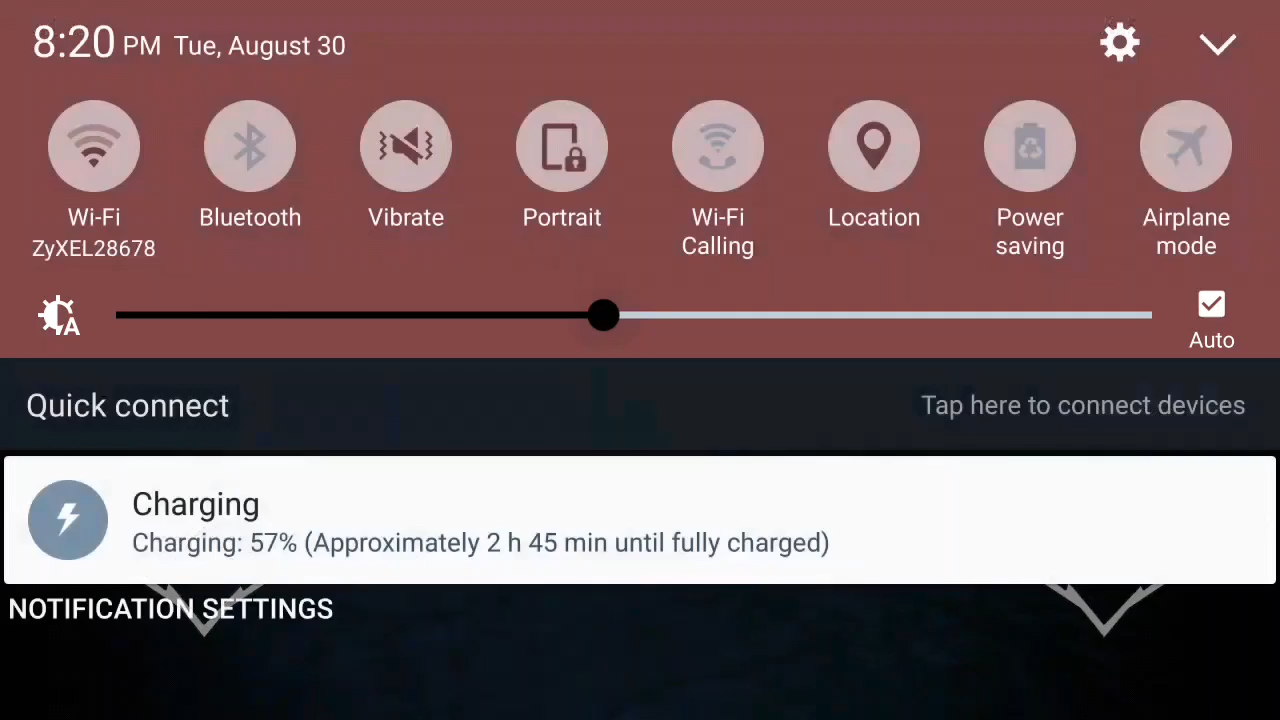 8:20 PM Tue, August 30
Wi-Fi
ZyXEL28678
Bluetooth
Vibrate
Portrait
Wi-Fi
Calling
Location
Power
saving
Airplane
mode
A
Auto
Quick connect
Tap here to connect devices
Charging
Charging: 57% (Approximately 2 h 45 min until fully charged)
NOTIFICATION SETTINGS